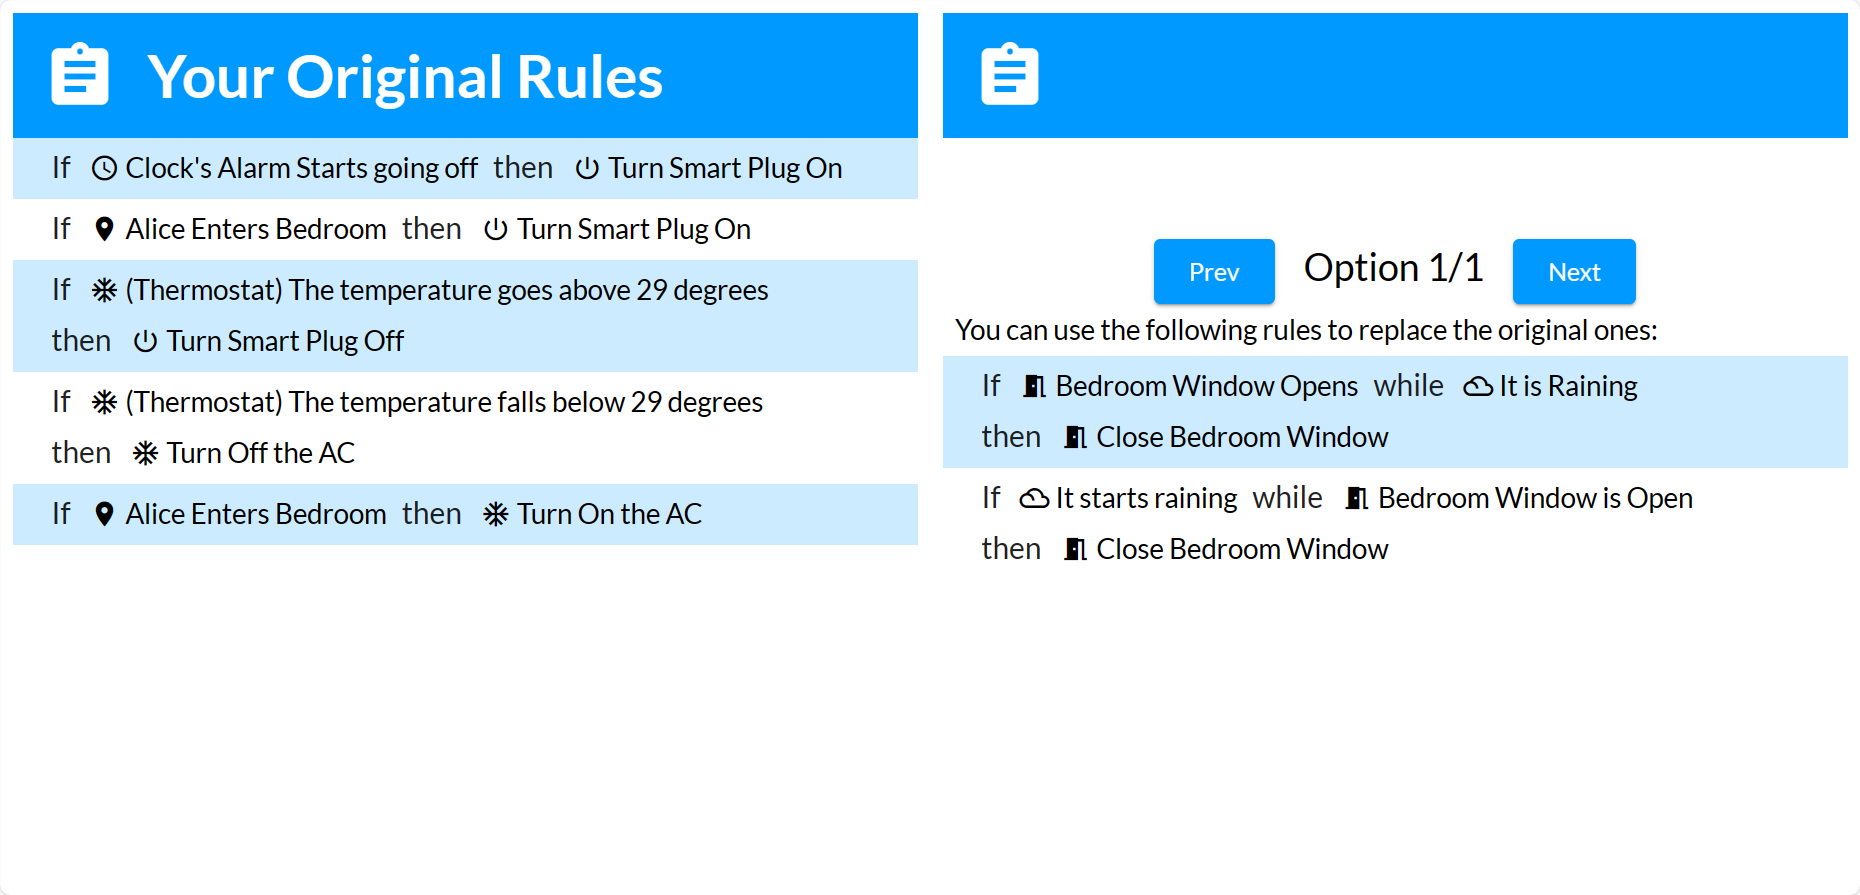 Your Original Rules
If Clock's Alarm Starts going off then Turn Smart Plug On
If Alice Enters Bedroom then Turn Smart Plug On
If (Thermostat) The temperature goes above 29 degrees
then Turn Smart Plug Off
If (Thermostat) The temperature falls below 29 degrees
then Turn Off the AC
If Alice Enters Bedroom then Turn On the AC
Prev Option 1/1 Next
You can use the following rules to replace the original ones:
If Bedroom Window Opens while It is Raining
then Close Bedroom Window
If It starts raining while Bedroom Window is Open
then Close Bedroom Window